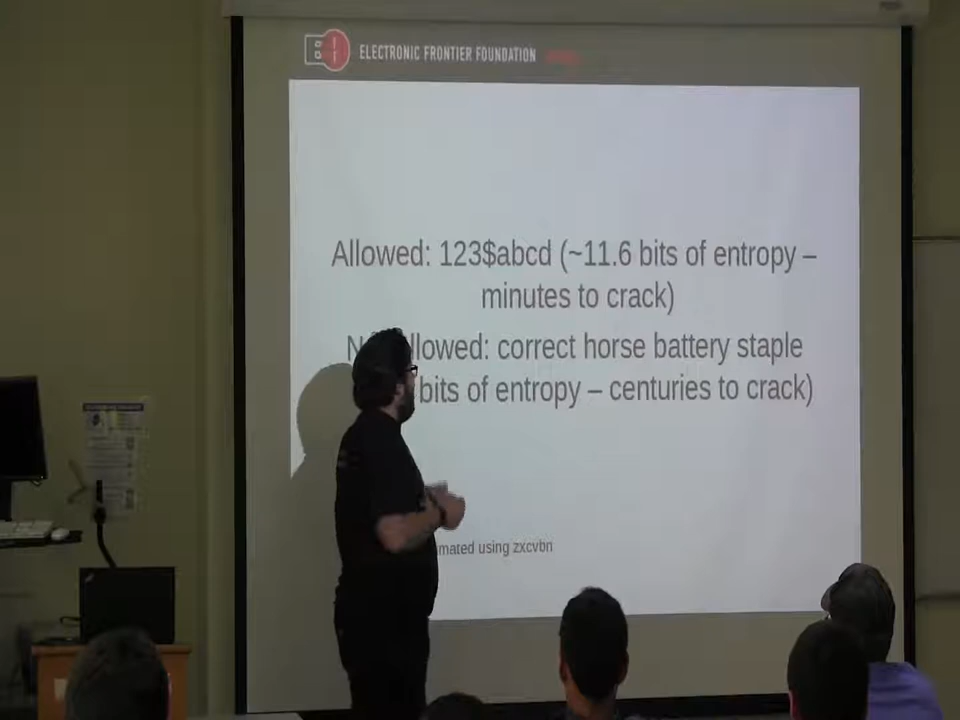 ELECTRONIC FRONTIER FOUNDATION
Allowed: 123$abcd (~11.6 bits of entropy –
minutes to crack)
llowed: correct horse battery staple
bits of entropy – centuries to crack)
mated using zxcvbn